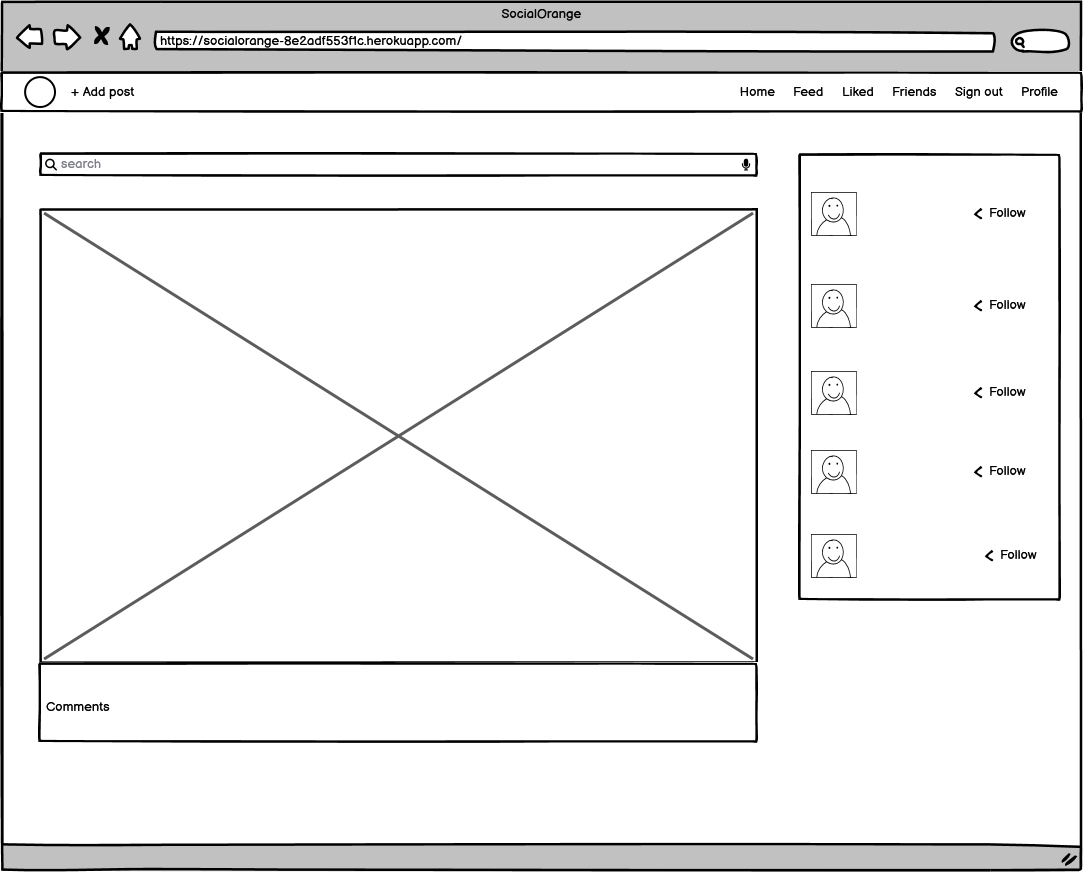 SocialOrange
https://socialorange-8e2adf553f1c.herokuapp.com/
+ Add post
Home Feed Liked Friends Sign out Profile
search
Follow
Follow
Follow
Follow
Follow
Comments